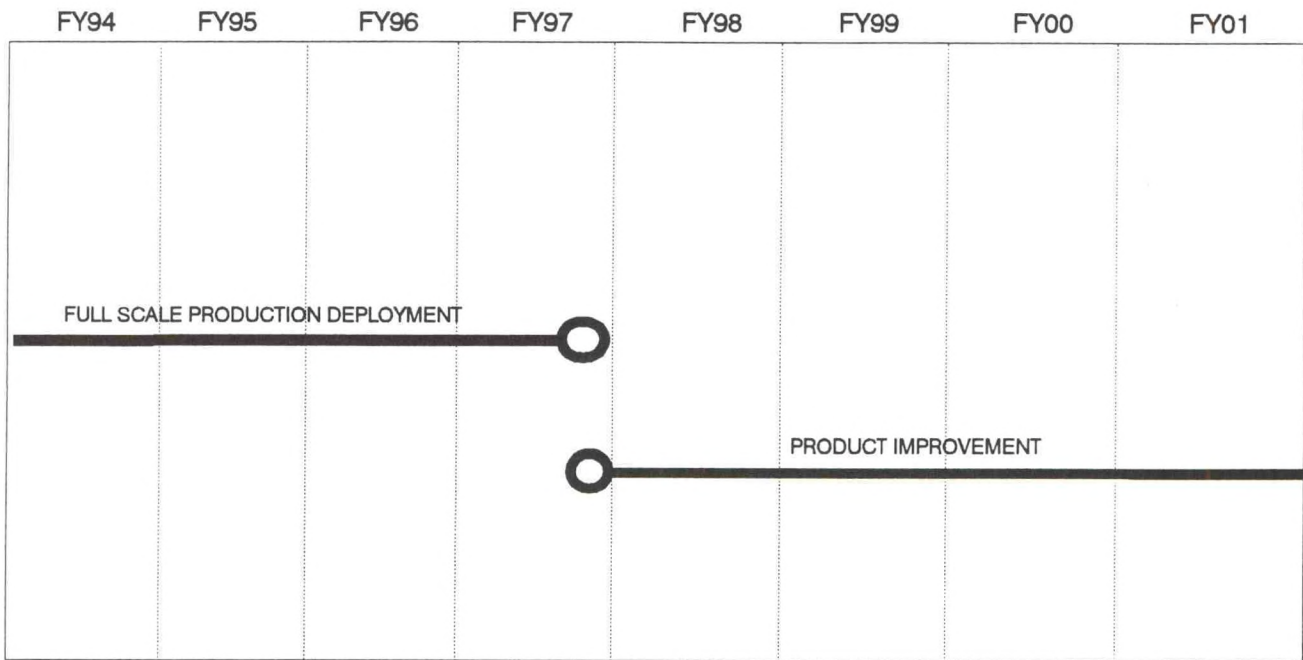 FY94 FY95 FY96 FY97 FY98 FY99 FY00 FY01
FULL SCALE PRODUCTION DEPLOYMENT
PRODUCT IMPROVEMENT